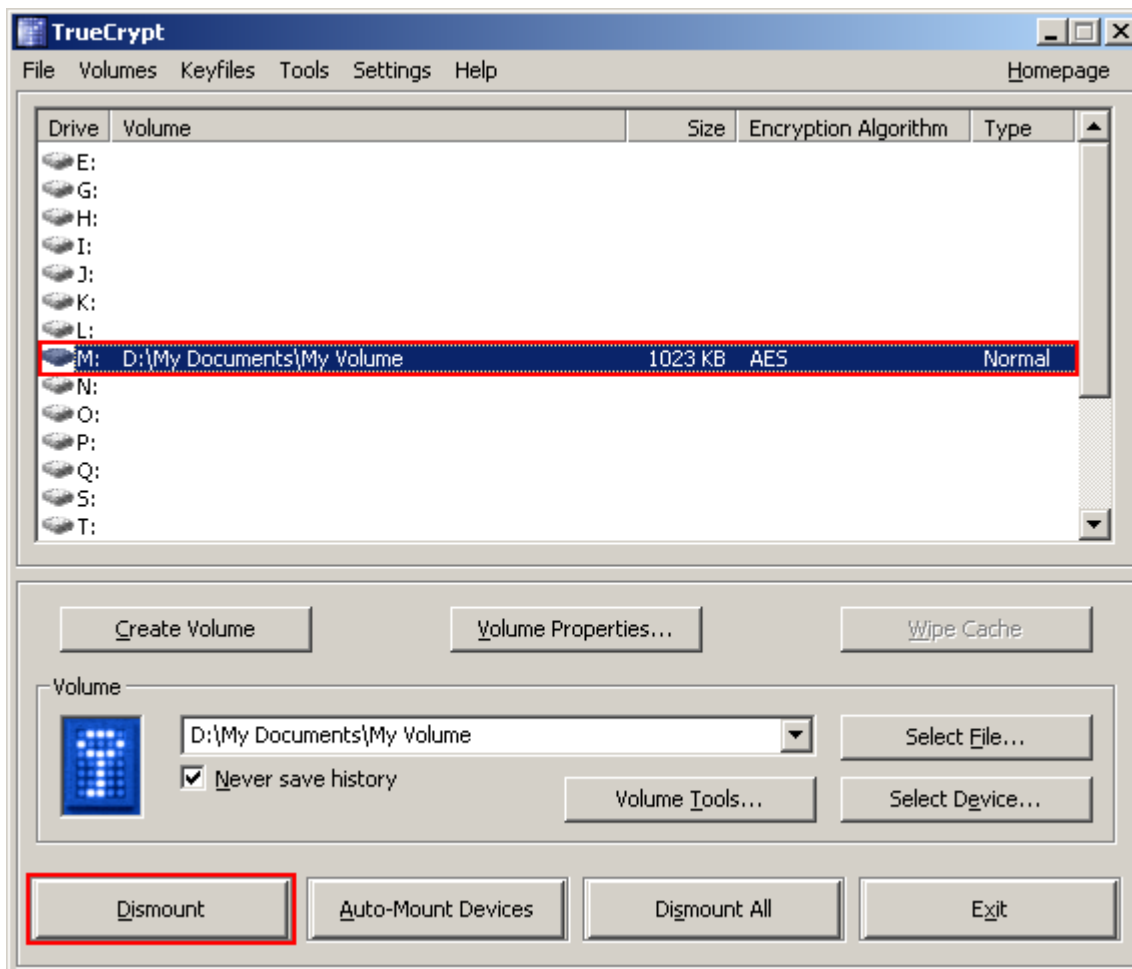 TrueCrypt
File Volumes Keyfiles Tools Settings Help Homepage
Drive Volume Size Encryption Algorithm Type
E:
G:
H:
I:
J:
K:
L:
M: D:\My Documents\My Volume 1023 KB AES Normal
N:
O:
P:
Q:
S:
T:
Create Volume Volume Properties... Wipe Cache
Volume
D:\My Documents\My Volume Select File...
Never save history
Volume Tools... Select Device...
Dismount Auto-Mount Devices Dismount All Exit